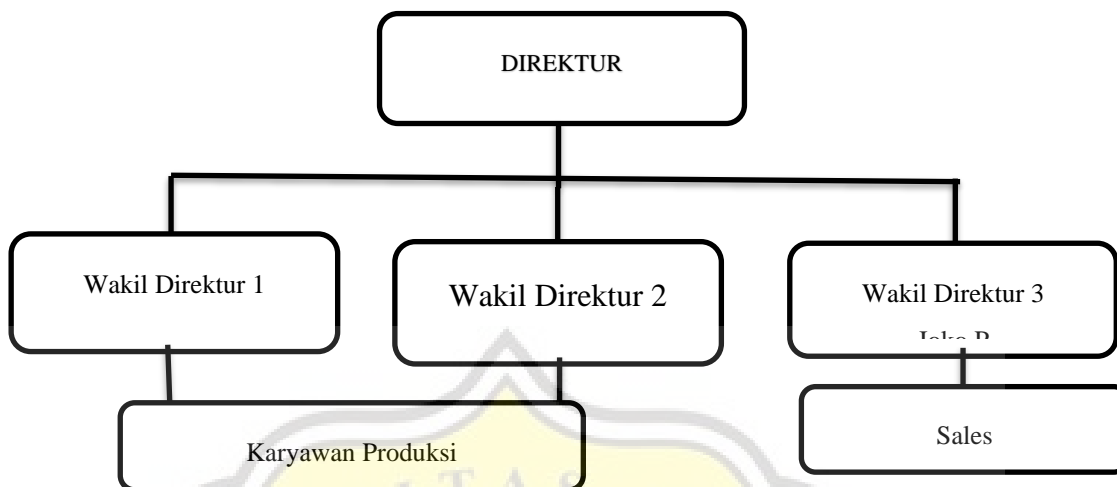 DIREKTUR
Wakil Direktur 1
Wakil Direktur 2
Wakil Direktur 3
Karyawan Produksi
Sales